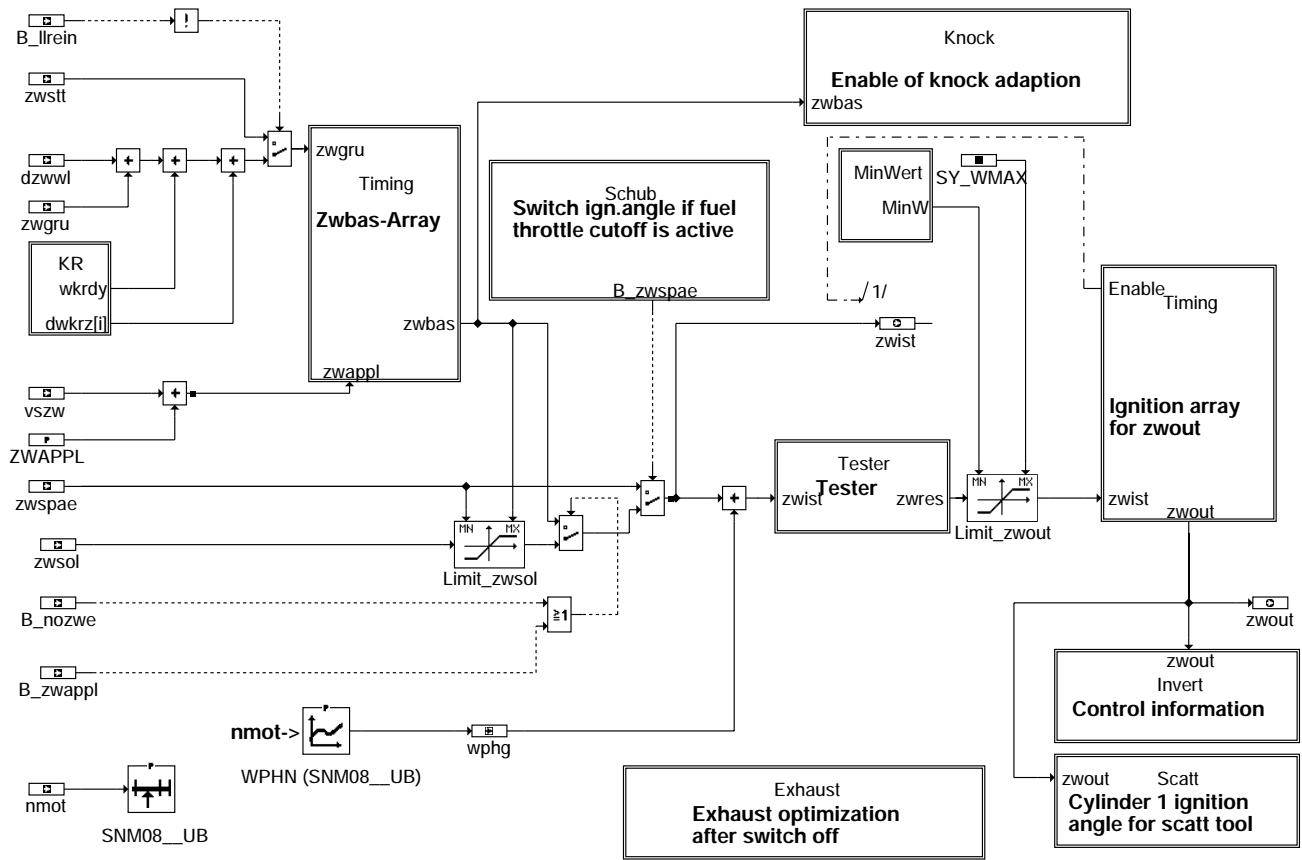 B_llrein
!
zwstt
dzwwl
+
+
+
zwgru
KR
wkrdy
dwkrz[i]
zwgru
Timing
Zwbas-Array
zwbas
zwappl
vszw
+
P
ZWAPPL
zwspae
zwsol
B_nozwe
B_zwappl
Knock
Enable of knock adaption
zwbas
Schub
Switch ign.angle if fuel
throttle cutoff is active
B_zwspae
MinWert
MinW
SY_WMAX
/ 1/
zwist
Enable
Timing
Ignition array
for zwout
zwist
zwout
MN MX
Limit_zwsol
≥1
+
Tester
Tester
zwist
zwres
MN MX
Limit_zwout
zwout
zwout
Invert
Control information
zwout
Scatt
Cylinder 1 ignition
angle for scatt tool
P
nmot->
WPHN (SNM08__UB)
wphg
nmot
P
SNM08__UB
Exhaust
Exhaust optimization
after switch off